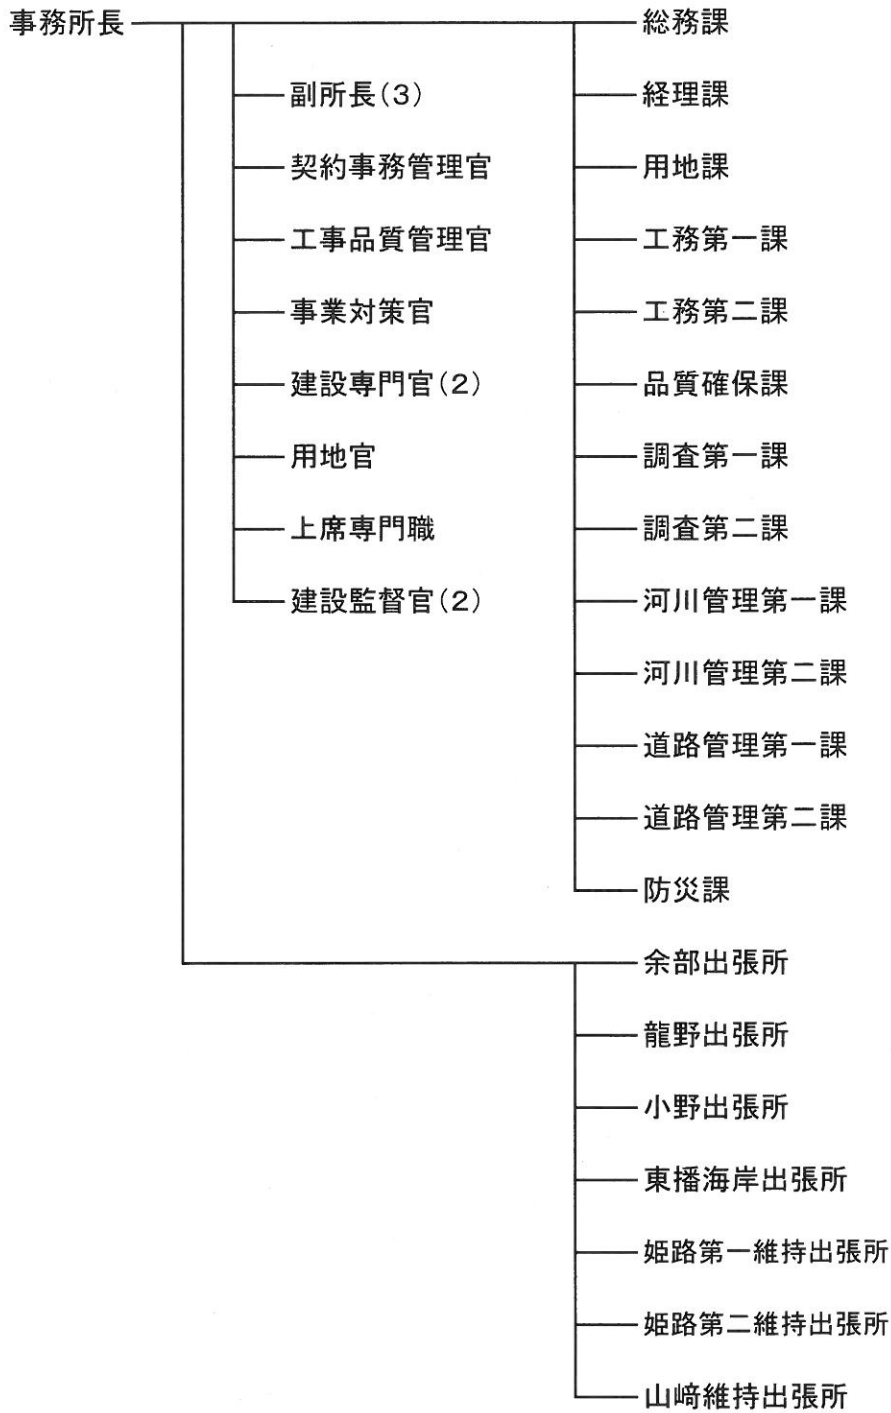 事務所長
総務課
副所長(3)
経理課
契約事務管理官
用地課
工事品質管理官
工務第一課
事業対策官
工務第二課
建設専門官(2)
品質確保課
用地官
調査第一課
上席専門職
調査第二課
建設監督官(2)
河川管理第一課
河川管理第二課
道路管理第一課
道路管理第二課
防災課
余部出張所
龍野出張所
小野出張所
東播海岸出張所
姫路第一維持出張所
姫路第二維持出張所
山﨑維持出張所